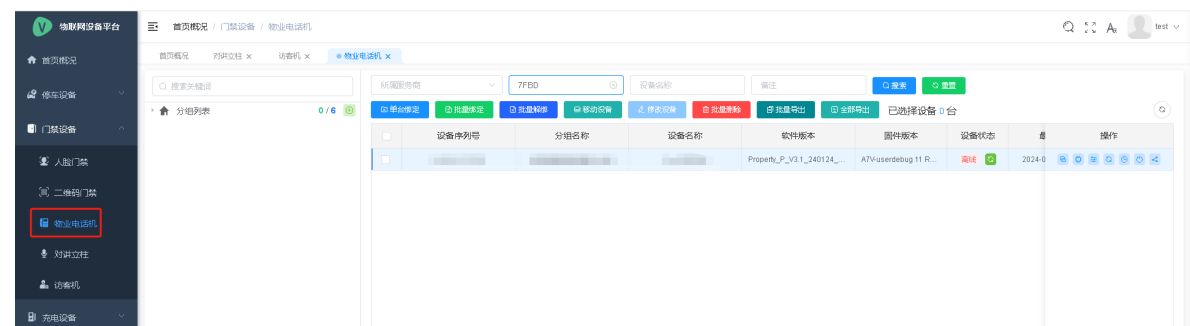 物联网设备平台
首页概况 / 门禁设备 / 物业电话机
test
首页概况 对讲立柱 × 访客机 × 物业电话机 ×
首页概况
停车设备
门禁设备
人脸门禁
二维码门禁
物业电话机
对讲立柱
访客机
充电设备
搜索关键词
分组列表 0 / 6
所属服务商 7FBD 设备名称 备注 搜索 重置
单台绑定 批量绑定 批量解绑 移动设备 修改设备 批量删除 批量导出 全部导出 已选择设备 0 台
设备序列号 分组名称 设备名称 软件版本 固件版本 设备状态 操作
Property_P_V3.1_240124_... A7V-userdebug 11 R... 离线 2024-0